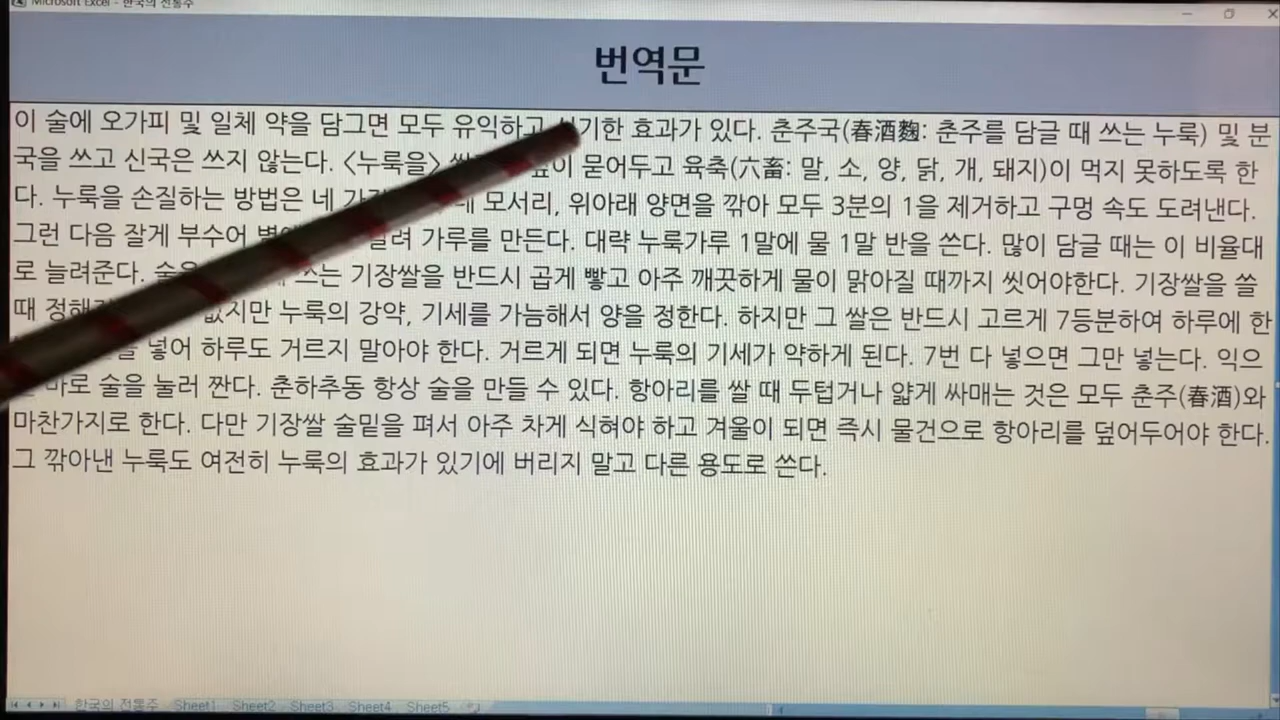 Microsoft Excel - 한국의 전통주
번역문
이 술에 오가피 및 일체 약을 담그면 모두 유익하고 효과가 있다. 춘주국(春酒麴: 춘주를 담글 때 쓰는 누룩) 및 분
국을 쓰고 신국은 쓰지 않는다. <누룩을> 묻어두고 육축(六畜: 말, 소, 양, 닭, 개, 돼지)이 먹지 못하도록 한
다. 누룩을 손질하는 방법은 네 모서리, 위아래 양면을 깎아 모두 3분의 1을 제거하고 구멍 속도 도려낸다.
그런 다음 잘게 부수어 가루를 만든다. 대략 누룩가루 1말에 물 1말 반을 쓴다. 많이 담글 때는 이 비율대
로 늘려준다. 쓰는 기장쌀을 반드시 곱게 빻고 아주 깨끗하게 물이 맑아질 때까지 씻어야한다. 기장쌀을 쓸
때 없지만 누룩의 강약, 기세를 가늠해서 양을 정한다. 하지만 그 쌀은 반드시 고르게 7등분하여 하루에 한
넣어 하루도 거르지 말아야 한다. 거르게 되면 누룩의 기세가 약하게 된다. 7번 다 넣으면 그만 넣는다. 익으
바로 술을 눌러 짠다. 춘하추동 항상 술을 만들 수 있다. 항아리를 쌀 때 두텁거나 얇게 싸매는 것은 모두 춘주(春酒)와
마찬가지로 한다. 다만 기장쌀 술밑을 펴서 아주 차게 식혀야 하고 겨울이 되면 즉시 물건으로 항아리를 덮어두어야 한다.
그 깎아낸 누룩도 여전히 누룩의 효과가 있기에 버리지 말고 다른 용도로 쓴다.
한국의 전통주 Sheet1 Sheet2 Sheet3 Sheet4 Sheet5